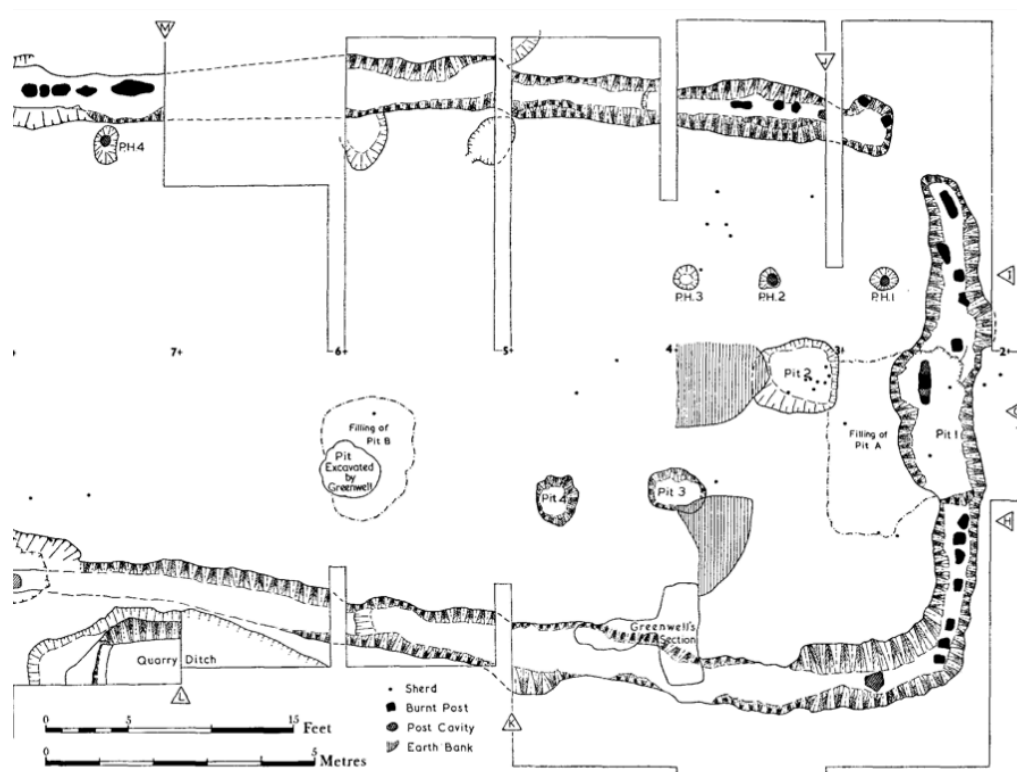 M
J
P.H.4
P.H.3
P.H.2
P.H.1
I
7+
6+
5+
4+
3+
2+
Pit 2
G
Filling of
Pit B
Filling of
Pit A
Pit 1
Pit
Excavated
by
Greenwell
Pit 4
Pit 3
H
Greenwell's
Section
Quarry Ditch
L
K
Sherd
Burnt Post
Post Cavity
Earth Bank
0 5 15 Feet
0 5 Metres